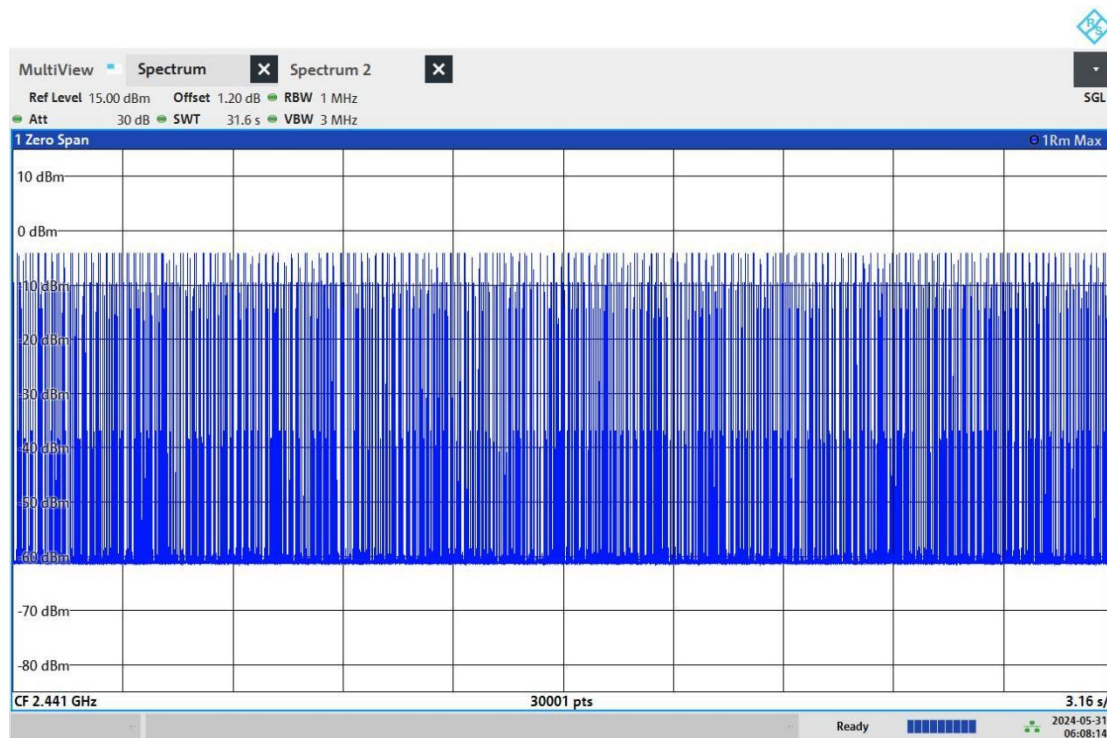 R S
MultiView Spectrum X Spectrum 2 X
Ref Level 15.00 dBm Offset 1.20 dB RBW 1 MHz SGL
Att 30 dB SWT 31.6 s VBW 3 MHz
1 Zero Span 1Rm Max
10 dBm
0 dBm
-10 dBm
-20 dBm
-30 dBm
-40 dBm
-50 dBm
-60 dBm
-70 dBm
-80 dBm
CF 2.441 GHz 30001 pts 3.16 s/
Ready 2024-05-31
06:08:14